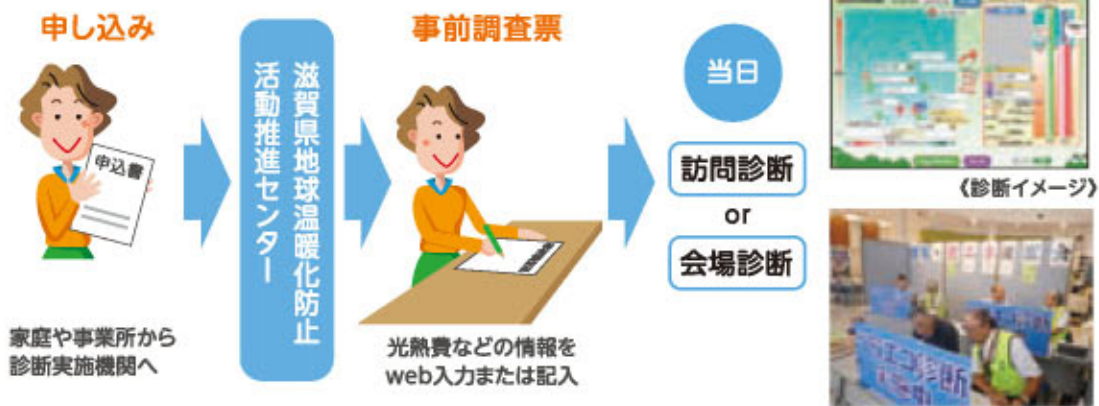 申し込み
申込書
家庭や事業所から
診断実施機関へ
滋賀県地球温暖化防止
活動推進センター
事前調査票
光熱費などの情報を
web入力または記入
当日
訪問診断
or
会場診断
《診断イメージ》